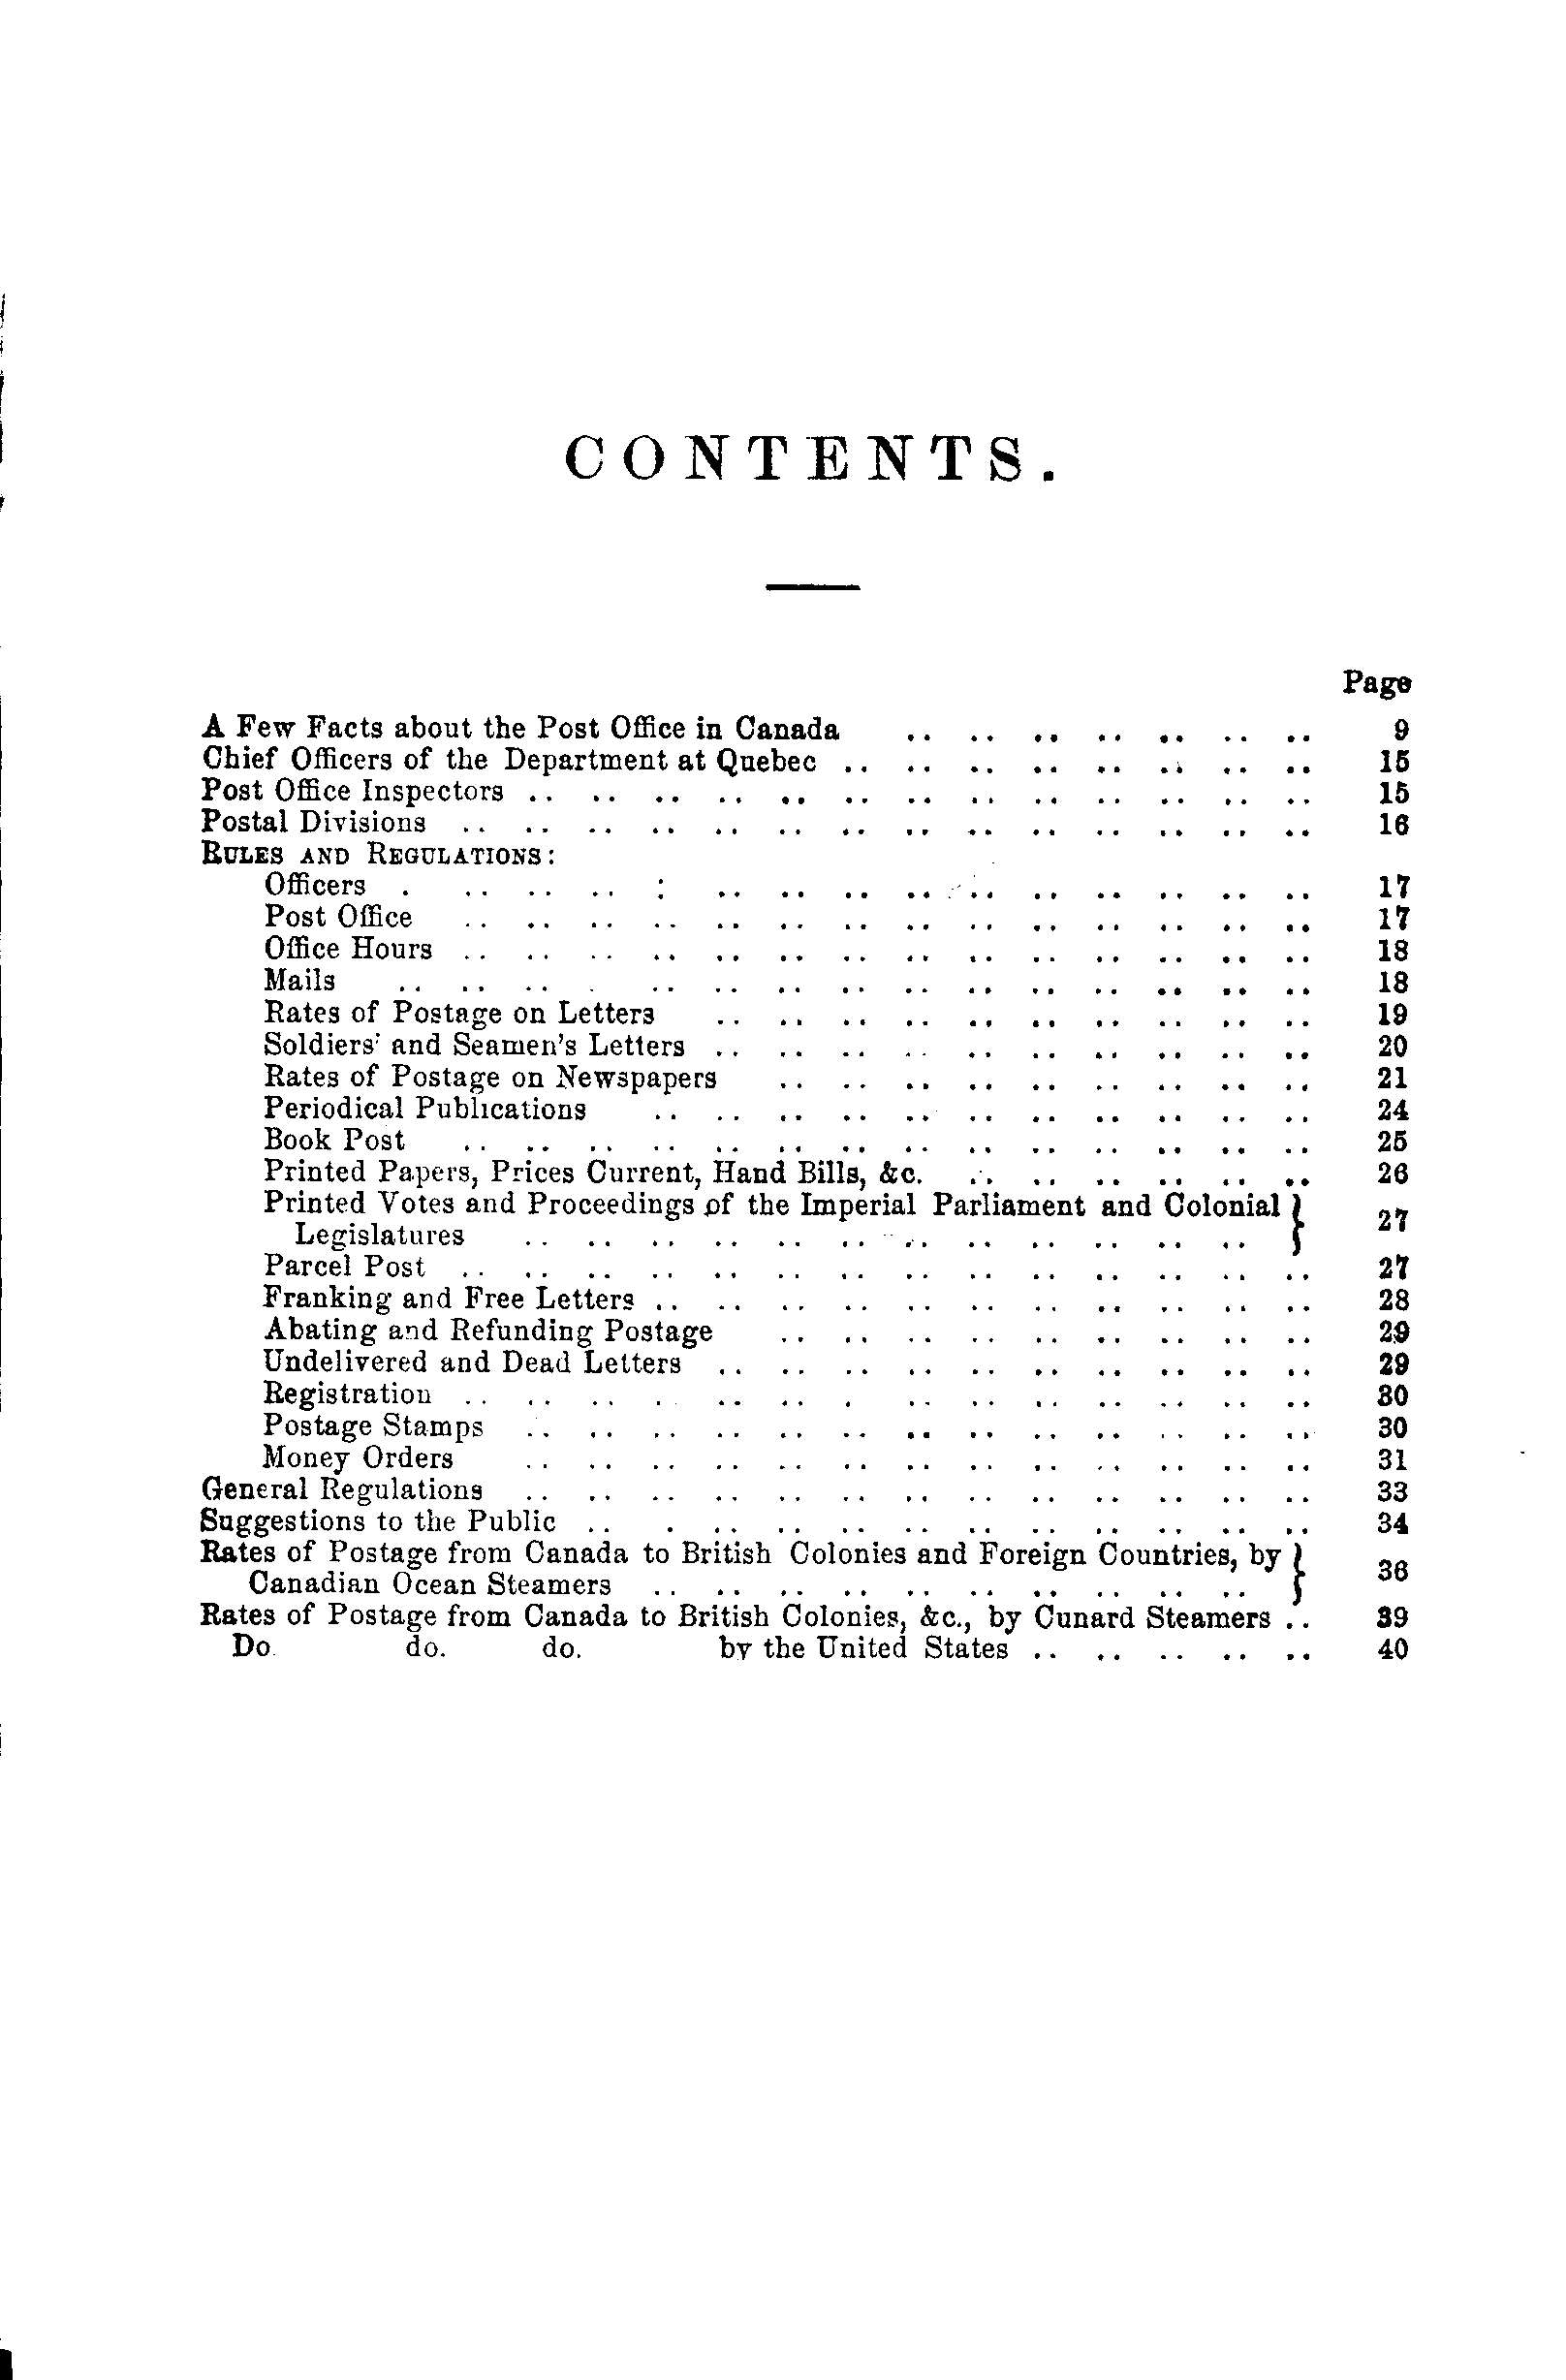 CONTENTS.
Page
A Few Facts about the Post Office in Canada .. .. .. .. .. .. .. 9
Chief Officers of the Department at Quebec .. .. .. .. .. .. .. .. 15
Post Office Inspectors .. .. .. .. .. .. .. .. .. .. .. .. .. 15
Postal Divisions .. .. .. .. .. .. .. .. .. .. .. .. .. .. 16
RULES AND REGULATIONS:
Officers . .. .. .. : .. .. .. .. .. .. .. .. .. .. 17
Post Office .. .. .. .. .. .. .. .. .. .. .. .. .. .. 17
Office Hours .. .. .. .. .. .. .. .. .. .. .. .. .. .. 18
Mails .. .. .. . .. .. .. .. .. .. .. .. .. .. .. 18
Rates of Postage on Letters .. .. .. .. .. .. .. .. .. .. 19
Soldiers' and Seamen's Letters .. .. .. .. .. .. .. .. .. .. 20
Rates of Postage on Newspapers .. .. .. .. .. .. .. .. .. 21
Periodical Publications .. .. .. .. .. .. .. .. .. .. .. 24
Book Post .. .. .. .. .. .. .. .. .. .. .. .. .. .. 25
Printed Papers, Prices Current, Hand Bills, &c. .. .. .. .. .. .. 26
Printed Votes and Proceedings of the Imperial Parliament and Colonial }
Legislatures .. .. .. .. .. .. .. .. .. .. .. .. 27
Parcel Post .. .. .. .. .. .. .. .. .. .. .. .. .. .. 27
Franking and Free Letters .. .. .. .. .. .. .. .. .. .. .. 28
Abating and Refunding Postage .. .. .. .. .. .. .. .. .. 29
Undelivered and Dead Letters .. .. .. .. .. .. .. .. .. .. 29
Registration .. .. .. . .. .. . .. .. .. .. .. .. .. 30
Postage Stamps .. .. .. .. .. .. .. .. .. .. .. .. .. 30
Money Orders .. .. .. .. .. .. .. .. .. .. .. .. .. 31
General Regulations .. .. .. .. .. .. .. .. .. .. .. .. .. 33
Suggestions to the Public .. . .. .. .. .. .. .. .. .. .. .. 34
Rates of Postage from Canada to British Colonies and Foreign Countries, by }
Canadian Ocean Steamers .. .. .. .. .. .. .. .. .. .. 36
Rates of Postage from Canada to British Colonies, &c., by Cunard Steamers .. 39
Do. do. do. by the United States .. .. .. .. .. 40